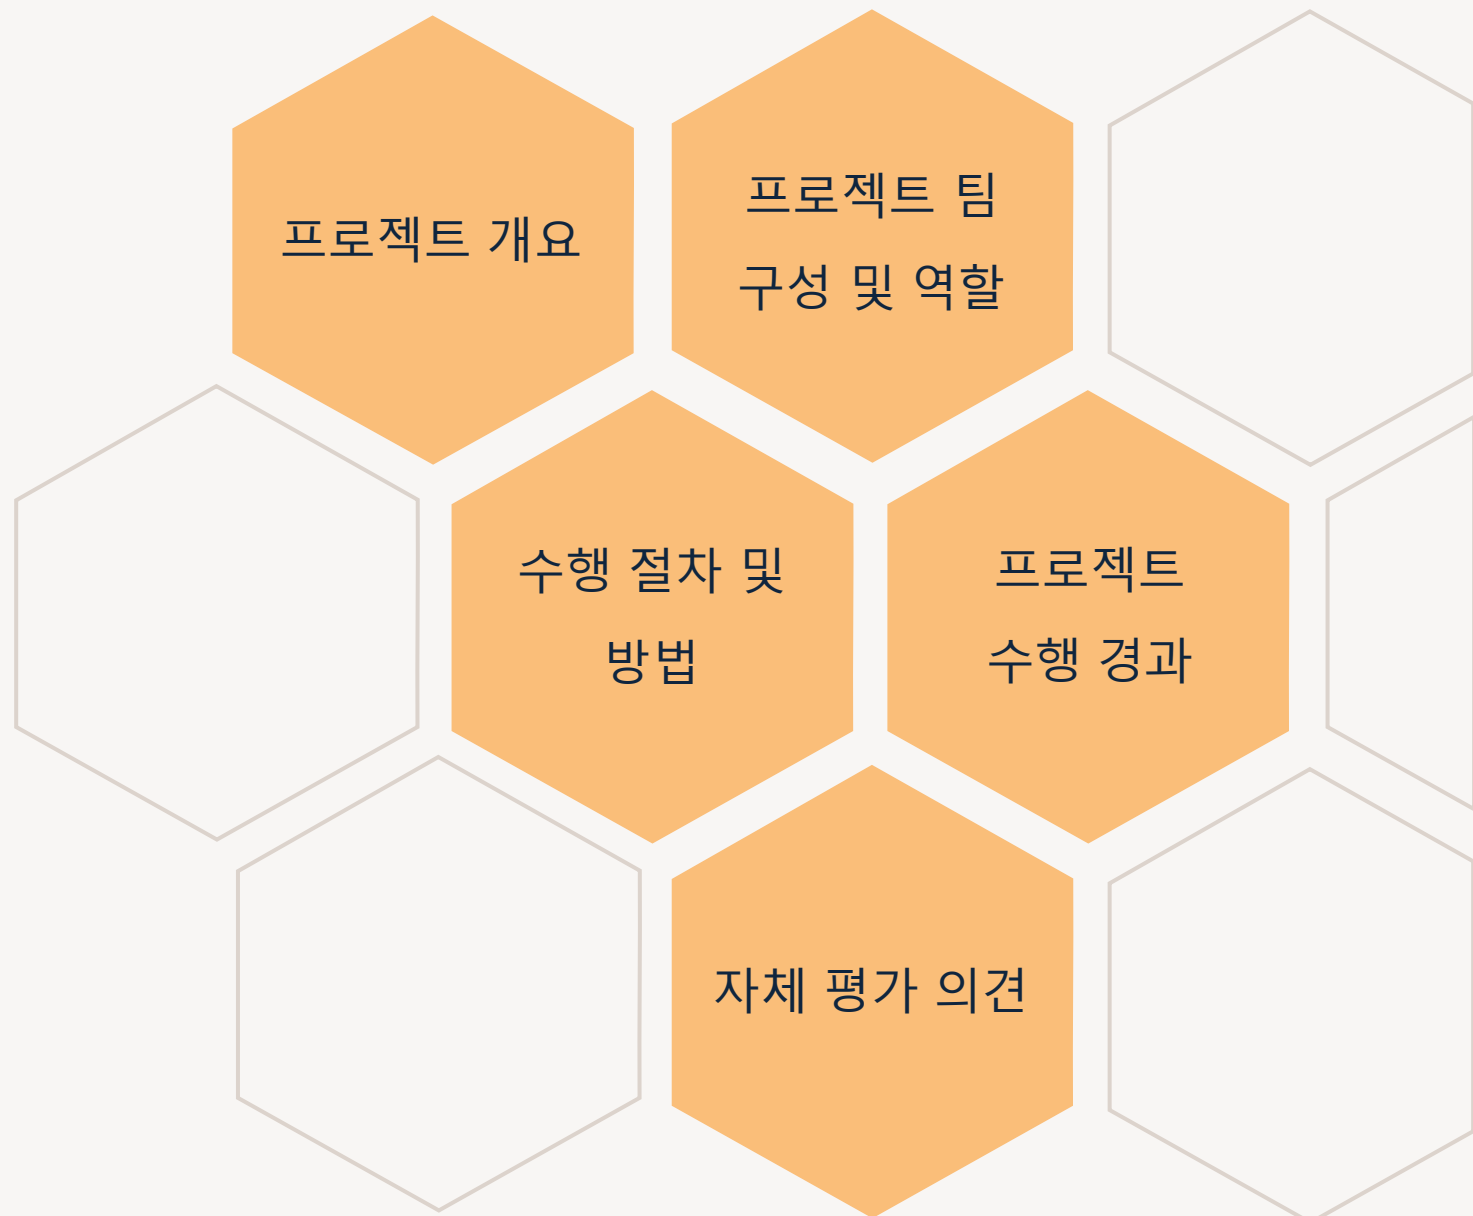 프로젝트 개요
프로젝트 팀
구성 및 역할
수행 절차 및
방법
프로젝트
수행 경과
자체 평가 의견